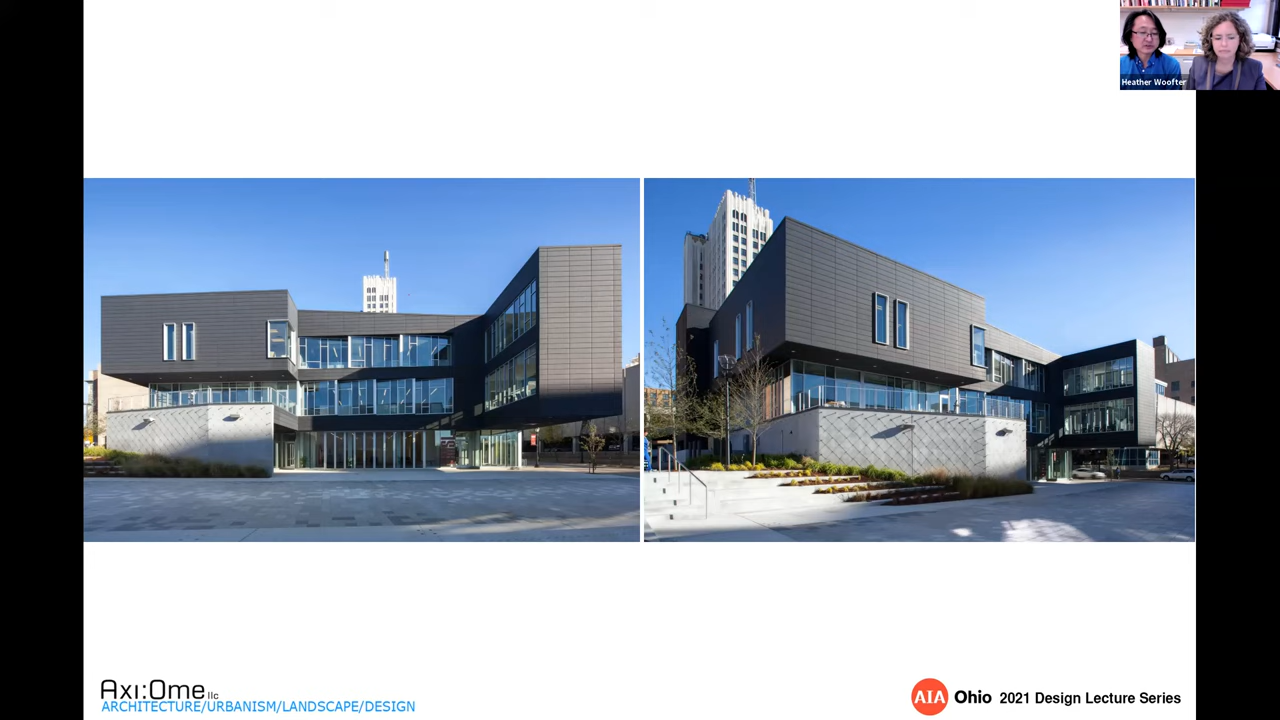 Heather Woofter
Axi:Ome llc
ARCHITECTURE/URBANISM/LANDSCAPE/DESIGN
AIA Ohio 2021 Design Lecture Series